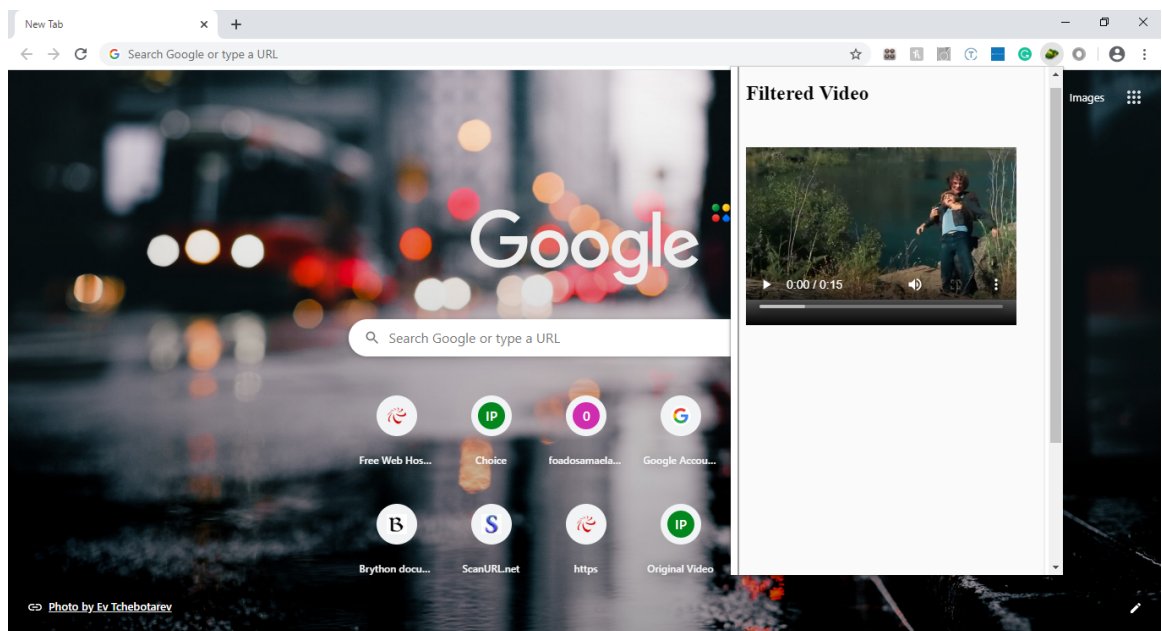 New Tab
Search Google or type a URL
Filtered Video
Images
Google
0:00 / 0:15
Search Google or type a URL
IP
0
G
Free Web Hos...
Choice
foadosamaela...
Google Accou...
B
S
IP
Brython docu...
ScanURL.net
https
Original Video
Photo by Ev Tchebotarev